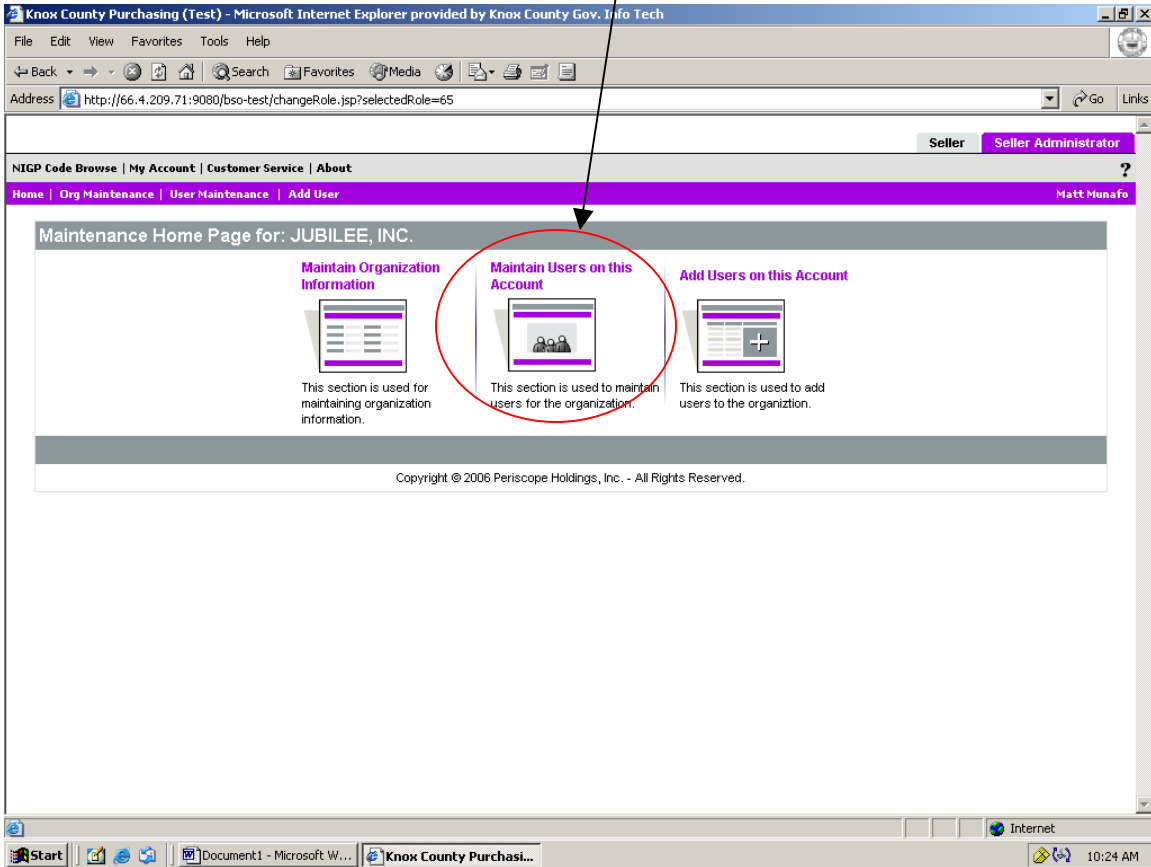 Knox County Purchasing (Test) - Microsoft Internet Explorer provided by Knox County Gov. Info Tech
File Edit View Favorites Tools Help
Back Search Favorites Media
Address http://66.4.209.71:9080/bso-test/changeRole.jsp?selectedRole=65 Go Links
Seller Seller Administrator
NIGP Code Browse | My Account | Customer Service | About ?
Home | Org Maintenance | User Maintenance | Add User Matt Munafo
Maintenance Home Page for: JUBILEE, INC.
Maintain Organization
Information
This section is used for
maintaining organization
information.
Maintain Users on this
Account
This section is used to maintain
users for the organization.
Add Users on this Account
This section is used to add
users to the organiztion.
Copyright © 2006 Periscope Holdings, Inc. - All Rights Reserved.
Internet
Start Document1 - Microsoft W... Knox County Purchasi... 10:24 AM